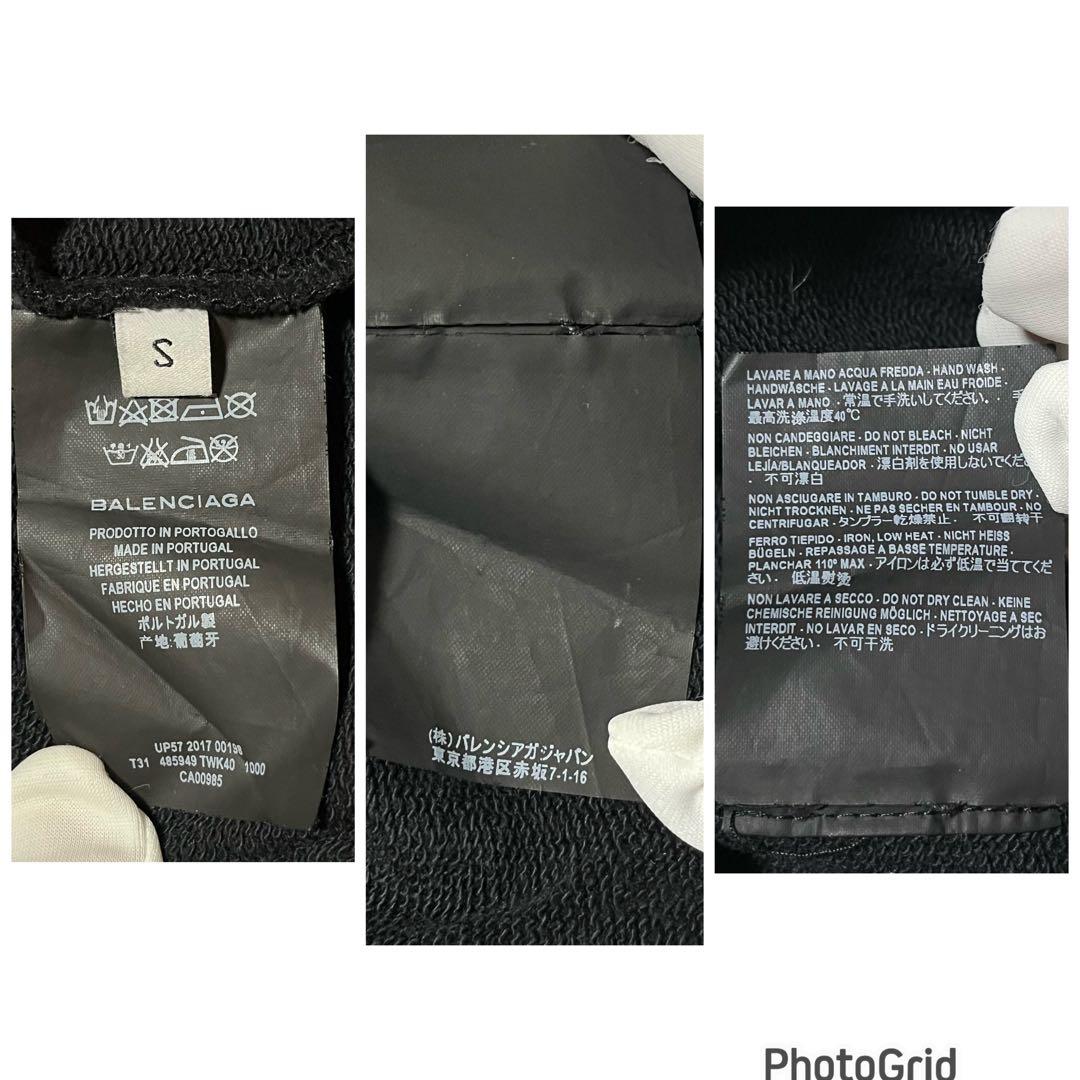 S
BALENCIAGA
PRODOTTO IN PORTOGALLO
MADE IN PORTUGAL
HERGESTELLT IN PORTUGAL
FABRIQUE EN PORTUGAL
HECHO EN PORTUGAL
ポルトガル製
产地:葡萄牙
UP57 2017 00198
T31 485949 TWK40 1000
CA00985
(株)バレンシアガジャパン
東京都港区赤坂7-1-16
LAVARE A MANO ACQUA FREDDA - HAND WASH -
HANDWÄSCHE - LAVAGE A LA MAIN EAU FROIDE -
LAVAR A MANO - 常温で手洗いしてください。 - 手
最高洗涤温度40℃
NON CANDEGGIARE - DO NOT BLEACH - NICHT
BLEICHEN - BLANCHIMENT INTERDIT - NO USAR
LEJÍA/BLANQUEADOR - 漂白剤を使用しないでくださ
- 不可漂白
NON ASCIUGARE IN TAMBURO - DO NOT TUMBLE DRY -
NICHT TROCKNEN - NE PAS SECHER EN TAMBOUR - NO
CENTRIFUGAR - タンブラー乾燥禁止 - 不可翻转干
FERRO TIEPIDO - IRON, LOW HEAT - NICHT HEISS
BÜGELN - REPASSAGE A BASSE TEMPERATURE -
PLANCHAR 110º MAX - アイロンは必ず低温で当ててくだ
さい - 低温熨烫
NON LAVARE A SECCO - DO NOT DRY CLEAN - KEINE
CHEMISCHE REINIGUNG MÖGLICH - NETTOYAGE A SEC
INTERDIT - NO LAVAR EN SECO - ドライクリーニングはお
避けください - 不可干洗
PhotoGrid